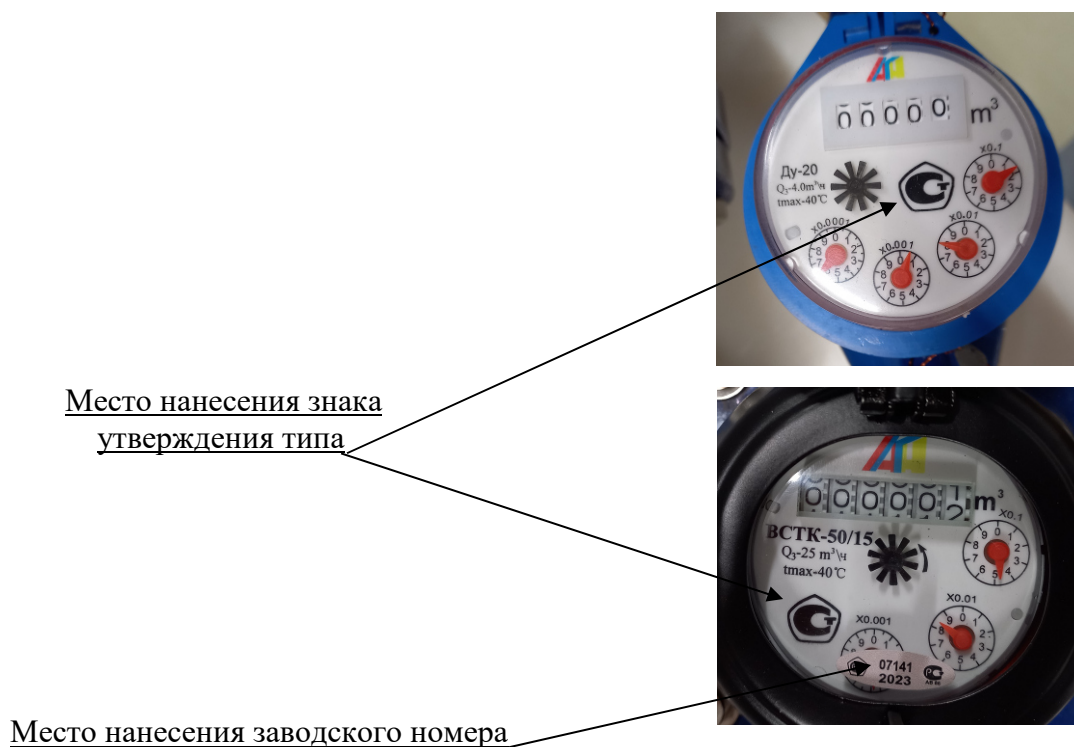 АП
00000 m³
x0.1
Ду-20
Q₃-4.0m³\ч
tmax-40℃
x0.01
x0.0001
x0.001
Место нанесения знака
утверждения типа
АП
m³
X0.1
ВСТК-50/15
Q₃-25 m³\ч
tmax-40℃
X0.01
X0.001
07141
2023
Место нанесения заводского номера